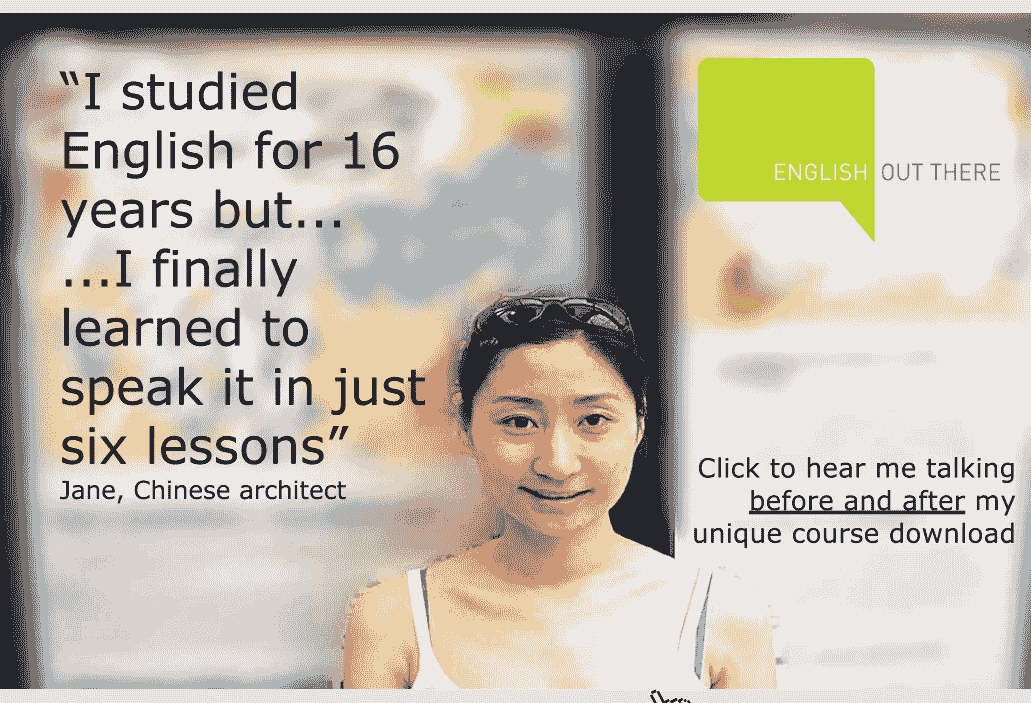 “I studied
English for 16
years but...
...I finally
learned to
speak it in just
six lessons”
Jane, Chinese architect
ENGLISH OUT THERE
Click to hear me talking
before and after my
unique course download